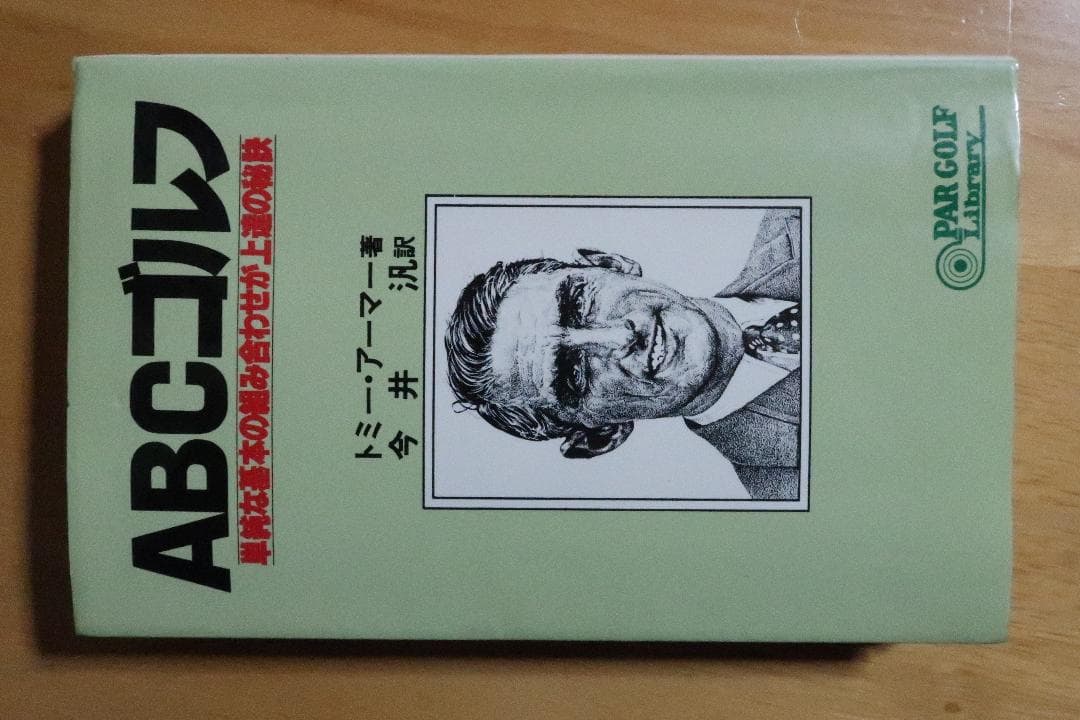 ABCゴルフ
単純な基本の組み合わせが上達の秘訣
トミー・アーマー著
今井 汎訳
PAR GOLF
Library